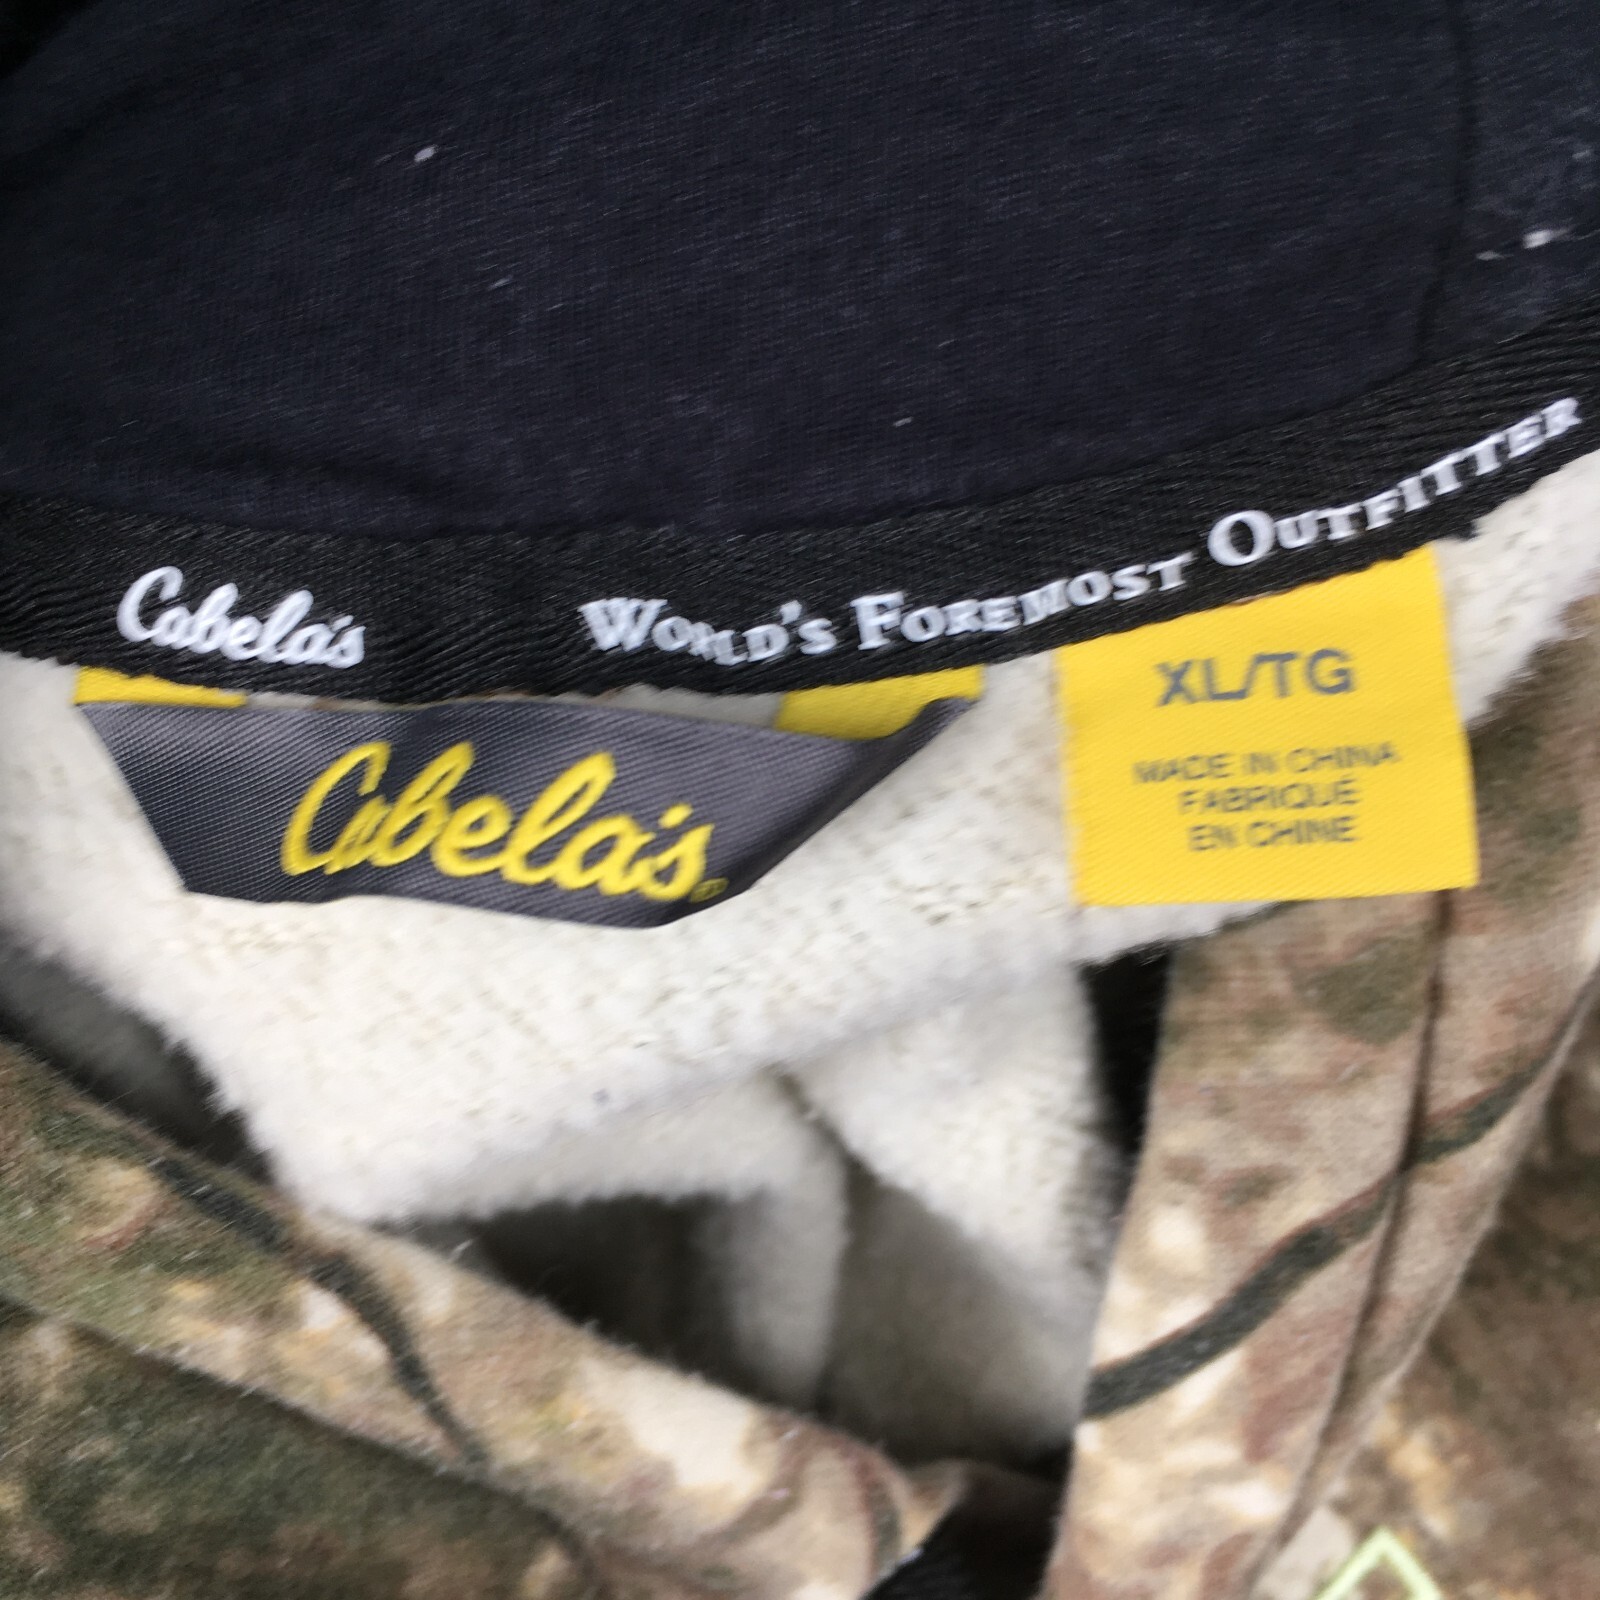 Cabela's
WORLD'S FOREMOST OUTFITTER
Cabela's
XL/TG
MADE IN CHINA
FABRIQUÉ
EN CHINE